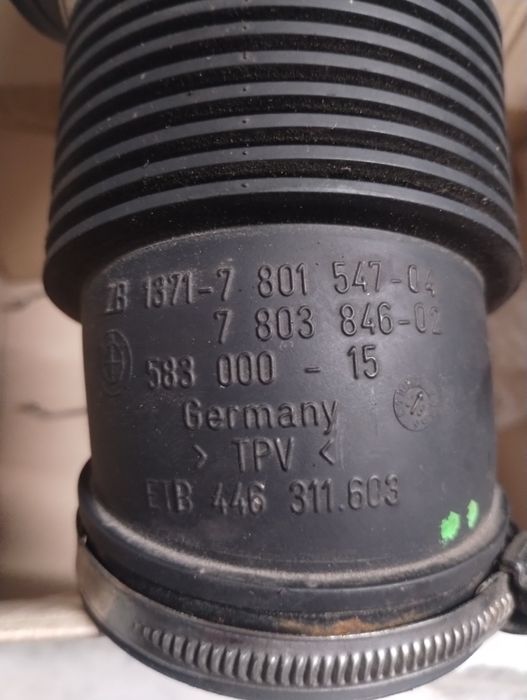 ZB 1371-7 801 547-04
7 803 846-02
583 000 - 15
Germany
> TPV <
ETB 446 311.603